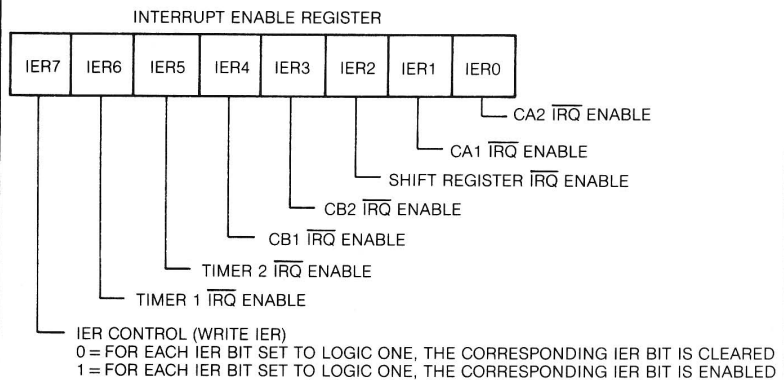 INTERRUPT ENABLE REGISTER
IER7 IER6 IER5 IER4 IER3 IER2 IER1 IER0
CA2 IRQ ENABLE
CA1 IRQ ENABLE
SHIFT REGISTER IRQ ENABLE
CB2 IRQ ENABLE
CB1 IRQ ENABLE
TIMER 2 IRQ ENABLE
TIMER 1 IRQ ENABLE
IER CONTROL (WRITE IER)
0 = FOR EACH IER BIT SET TO LOGIC ONE, THE CORRESPONDING IER BIT IS CLEARED
1 = FOR EACH IER BIT SET TO LOGIC ONE, THE CORRESPONDING IER BIT IS ENABLED